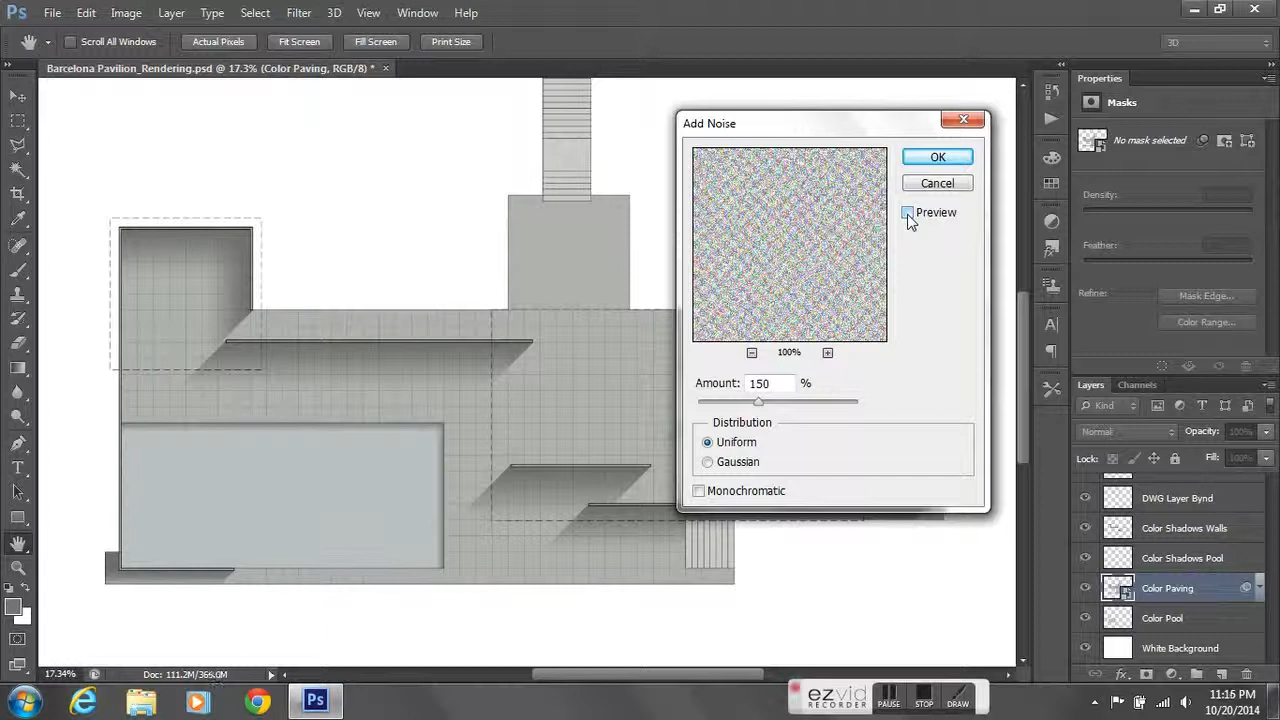 Ps File Edit Image Layer Type Select Filter 3D View Window Help
Scroll All Windows Actual Pixels Fit Screen Fill Screen Print Size 3D
Barcelona Pavilion_Rendering.psd @ 17.3% (Color Paving, RGB/8) *
Properties
Masks
No mask selected
Density:
Feather:
Refine: Mask Edge...
Color Range...
Add Noise
OK
Cancel
Preview
100%
Amount: 150 %
Distribution
Uniform
Gaussian
Monochromatic
Layers Channels
Kind
Normal Opacity: 100%
Lock: Fill: 100%
DWG Layer Bynd
Color Shadows Walls
Color Shadows Pool
Color Paving
Color Pool
White Background
fx
17.34% Doc: 111.2M/366.0M
Ps
ezvid
RECORDER
PAUSE STOP DRAW
11:16 PM
10/20/2014